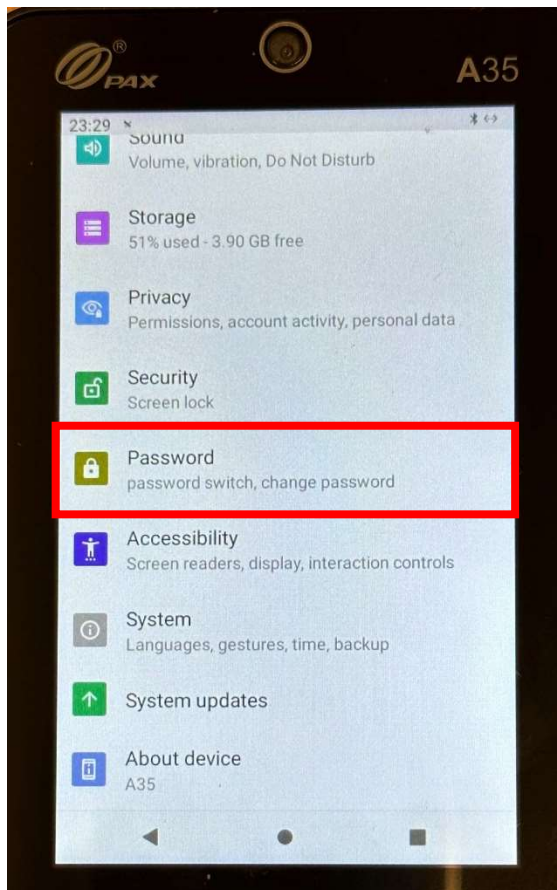 PAX®
A35
23:29
Sound
Volume, vibration, Do Not Disturb
Storage
51% used - 3.90 GB free
Privacy
Permissions, account activity, personal data
Security
Screen lock
Password
password switch, change password
Accessibility
Screen readers, display, interaction controls
System
Languages, gestures, time, backup
System updates
About device
A35